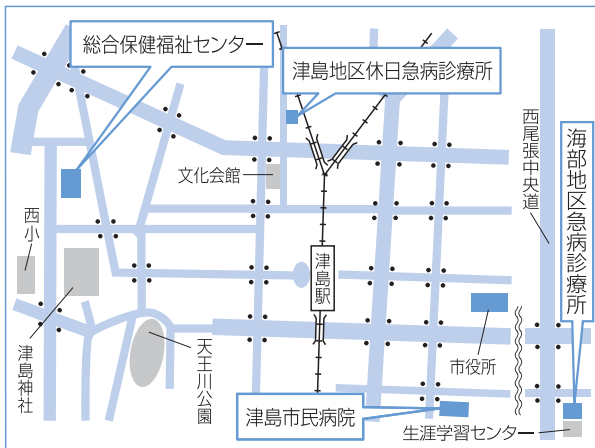 総合保健福祉センター
津島地区休日急病診療所
西尾張中央道
海部地区急病診療所
文化会館
西小
津島駅
市役所
津島神社
天王川公園
津島市民病院
生涯学習センター